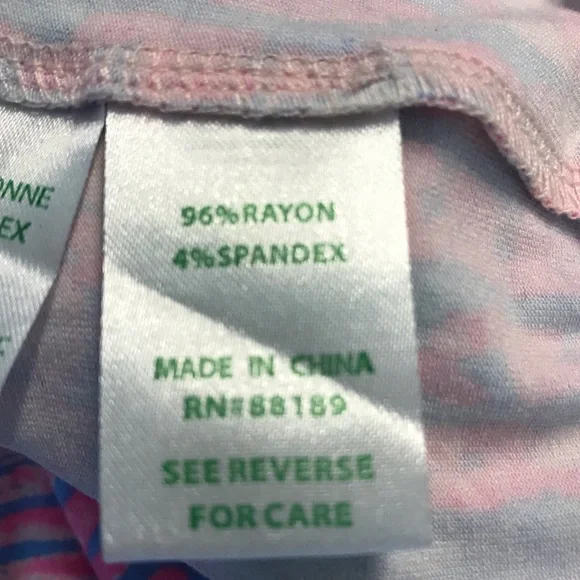 96%RAYON
4%SPANDEX
MADE IN CHINA
RN#88189
SEE REVERSE
FOR CARE